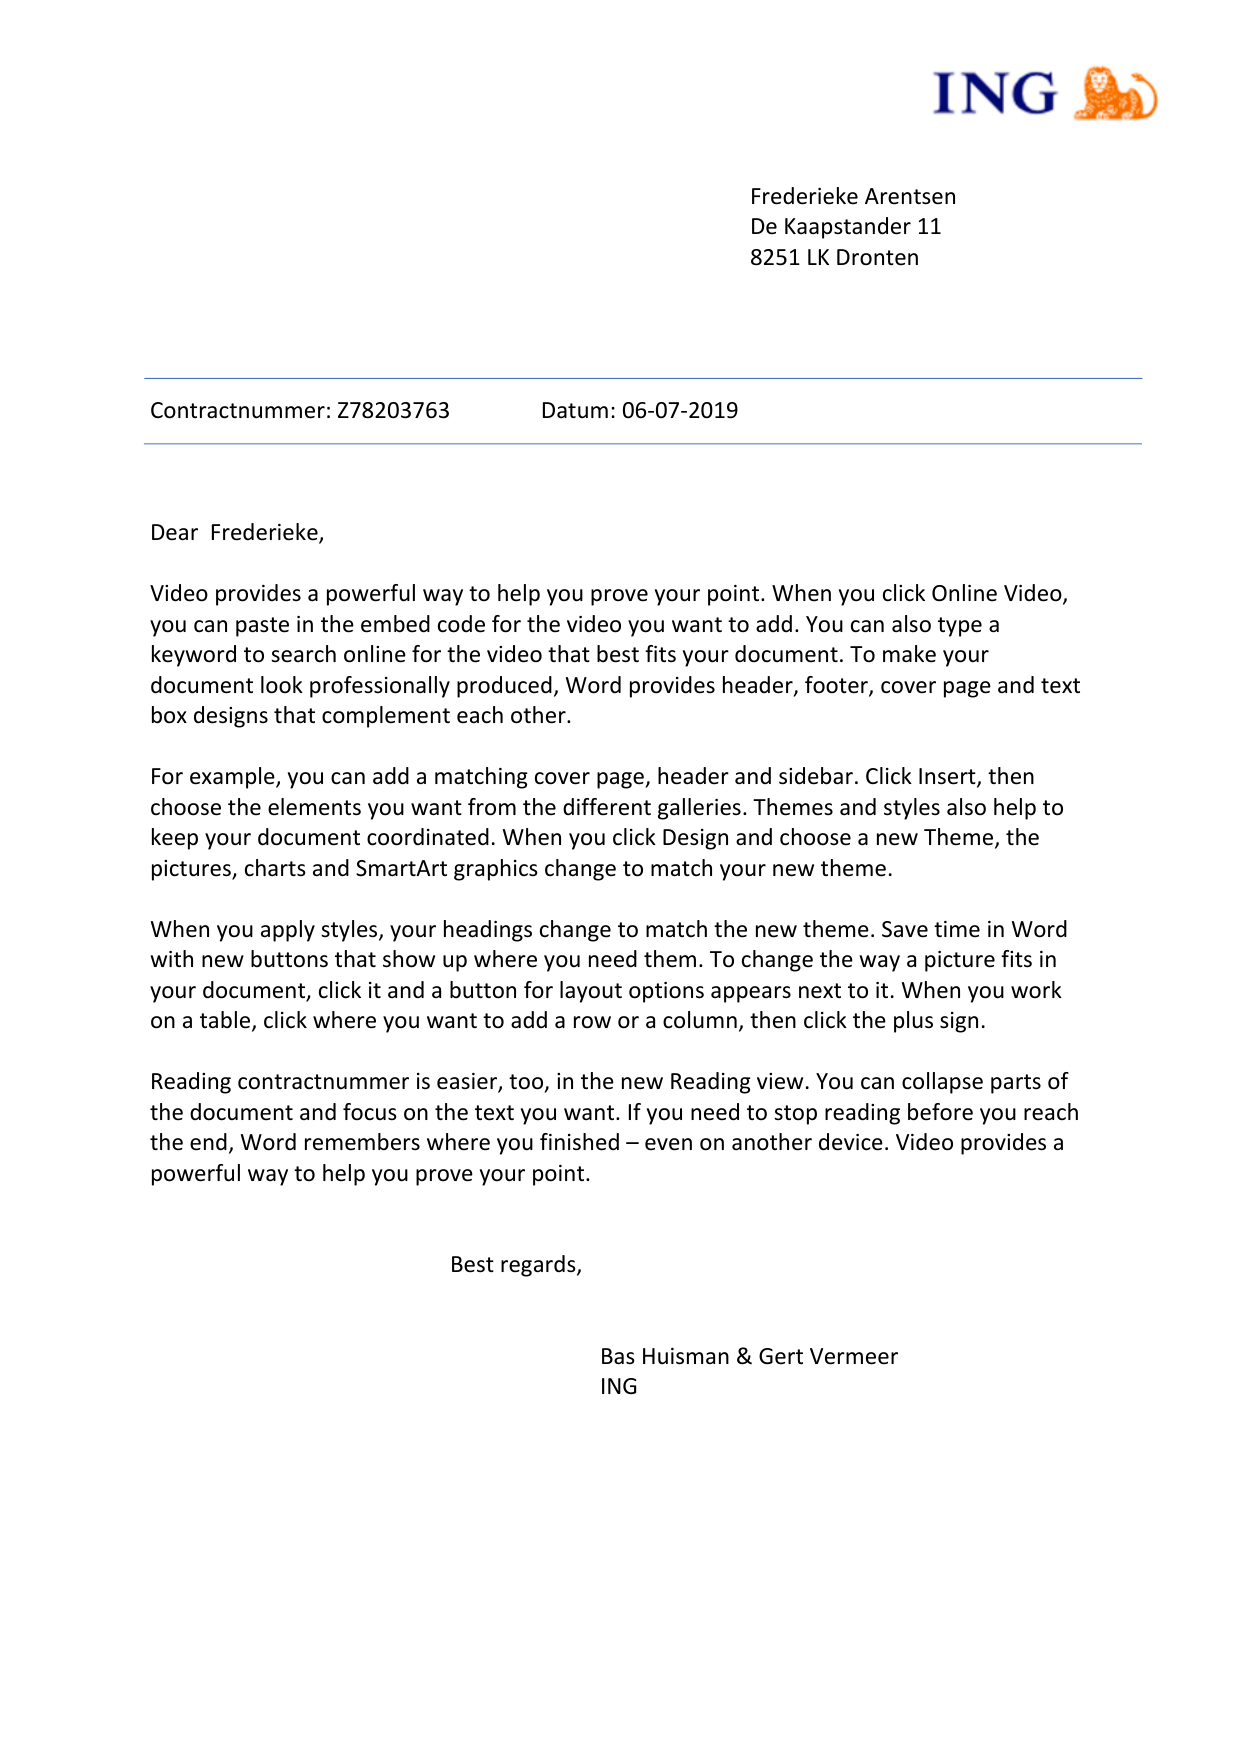 ING
Frederieke Arentsen
De Kaapstander 11
8251 LK Dronten
Contractnummer: Z78203763 Datum: 06-07-2019
Dear  Frederieke,
Video provides a powerful way to help you prove your point. When you click Online Video,
you can paste in the embed code for the video you want to add. You can also type a
keyword to search online for the video that best fits your document. To make your
document look professionally produced, Word provides header, footer, cover page and text
box designs that complement each other.
For example, you can add a matching cover page, header and sidebar. Click Insert, then
choose the elements you want from the different galleries. Themes and styles also help to
keep your document coordinated. When you click Design and choose a new Theme, the
pictures, charts and SmartArt graphics change to match your new theme.
When you apply styles, your headings change to match the new theme. Save time in Word
with new buttons that show up where you need them. To change the way a picture fits in
your document, click it and a button for layout options appears next to it. When you work
on a table, click where you want to add a row or a column, then click the plus sign.
Reading contractnummer is easier, too, in the new Reading view. You can collapse parts of
the document and focus on the text you want. If you need to stop reading before you reach
the end, Word remembers where you finished – even on another device. Video provides a
powerful way to help you prove your point.
Best regards,
Bas Huisman & Gert Vermeer
ING